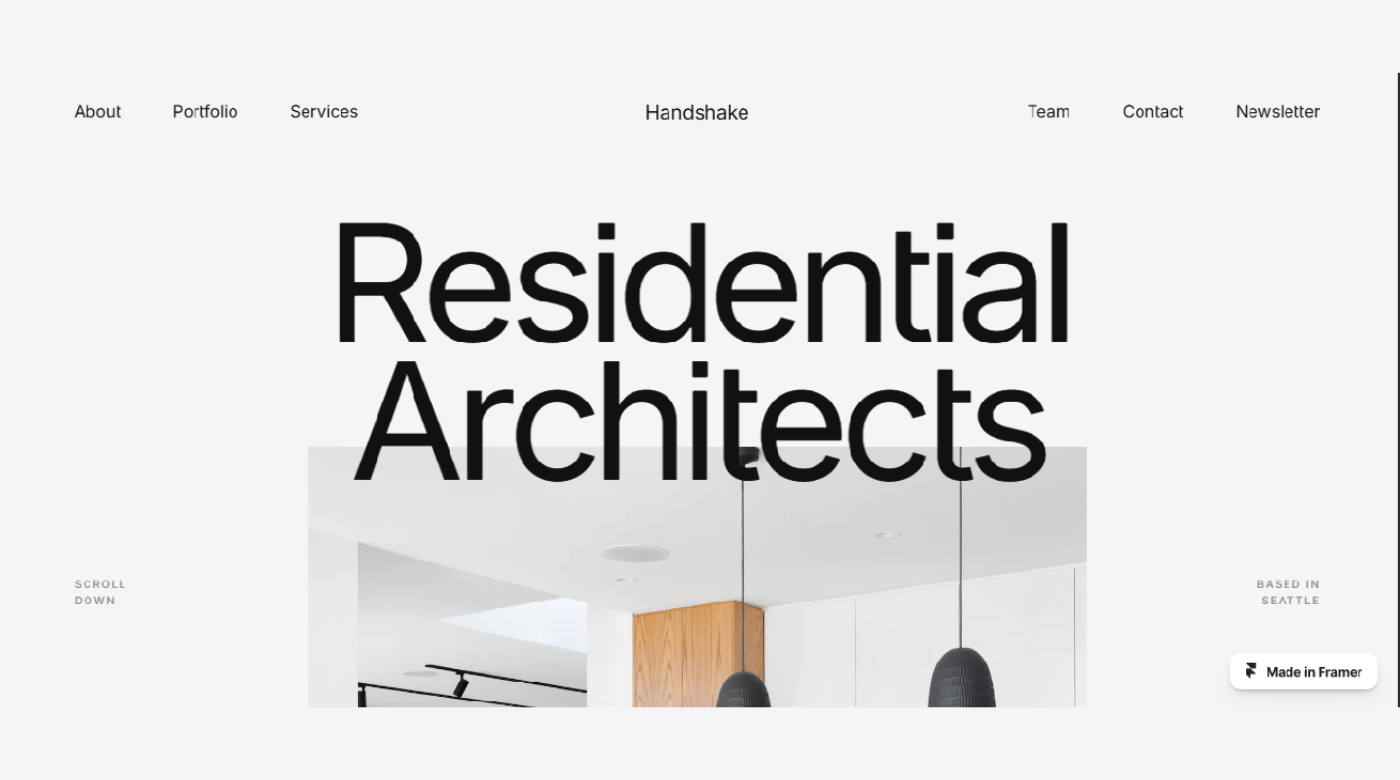 About Portfolio Services Handshake Team Contact Newsletter
Residential
Architects
SCROLL
DOWN
BASED IN
SEATTLE
Made in Framer